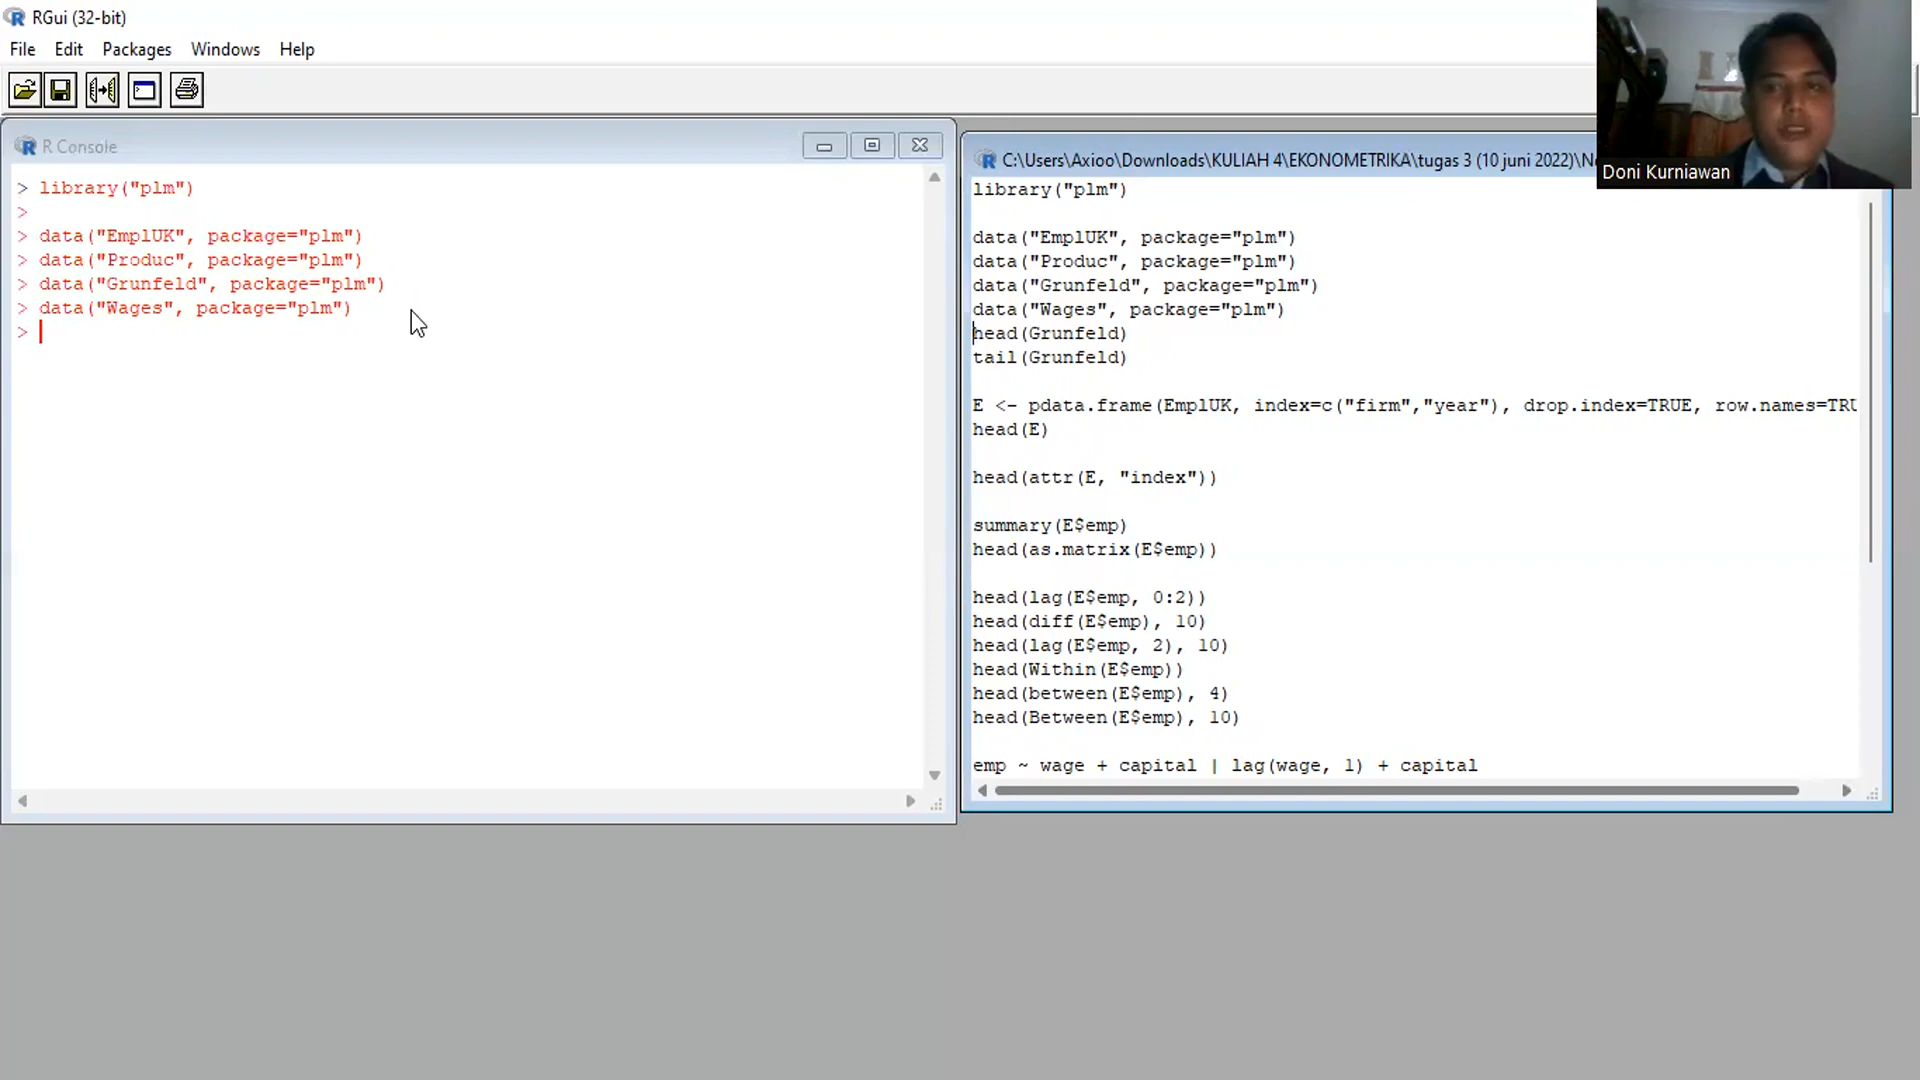 RGui (32-bit)
File Edit Packages Windows Help
R Console
> library("plm")
>
> data("EmplUK", package="plm")
> data("Produc", package="plm")
> data("Grunfeld", package="plm")
> data("Wages", package="plm")
>
C:\Users\Axioo\Downloads\KULIAH 4\EKONOMETRIKA\tugas 3 (10 juni 2022)\N
library("plm")
data("EmplUK", package="plm")
data("Produc", package="plm")
data("Grunfeld", package="plm")
data("Wages", package="plm")
head(Grunfeld)
tail(Grunfeld)
E <- pdata.frame(EmplUK, index=c("firm","year"), drop.index=TRUE, row.names=TRU
head(E)
head(attr(E, "index"))
summary(E$emp)
head(as.matrix(E$emp))
head(lag(E$emp, 0:2))
head(diff(E$emp), 10)
head(lag(E$emp, 2), 10)
head(Within(E$emp))
head(between(E$emp), 4)
head(Between(E$emp), 10)
emp ~ wage + capital | lag(wage, 1) + capital
Doni Kurniawan